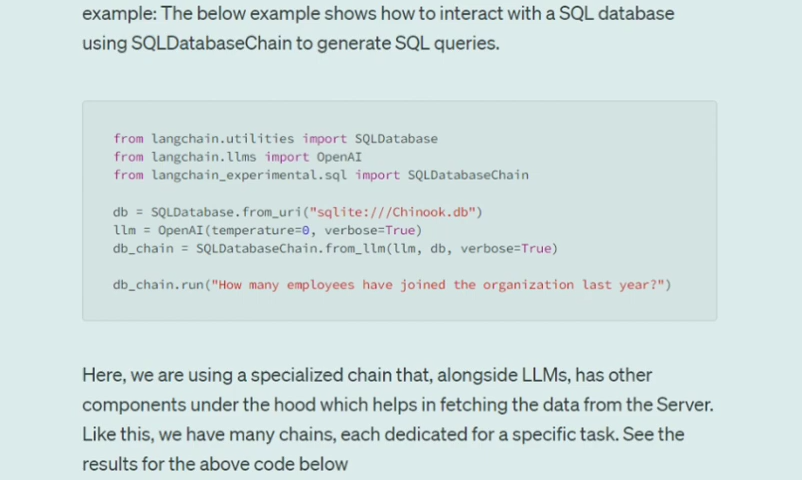 example: The below example shows how to interact with a SQL database
using SQLDatabaseChain to generate SQL queries.
from langchain.utilities import SQLDatabase
from langchain.llms import OpenAI
from langchain_experimental.sql import SQLDatabaseChain
db = SQLDatabase.from_uri("sqlite:///Chinook.db")
llm = OpenAI(temperature=0, verbose=True)
db_chain = SQLDatabaseChain.from_llm(llm, db, verbose=True)
db_chain.run("How many employees have joined the organization last year?")
Here, we are using a specialized chain that, alongside LLMs, has other
components under the hood which helps in fetching the data from the Server.
Like this, we have many chains, each dedicated for a specific task. See the
results for the above code below